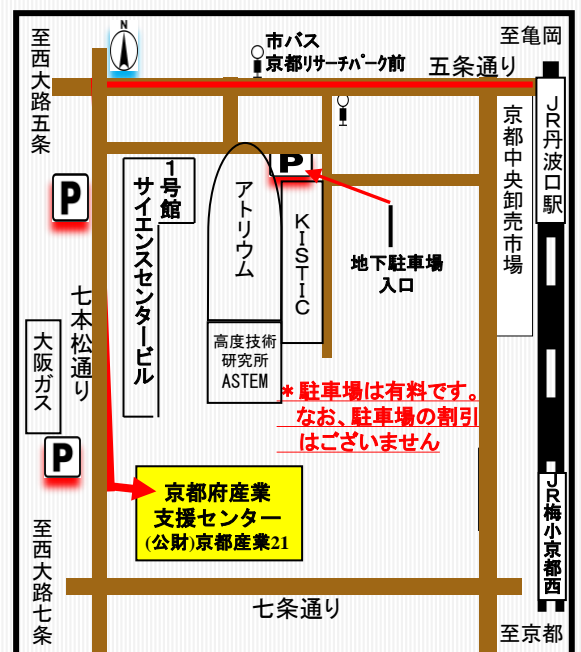 N
至亀岡
至西大路五条
市バス
京都リサーチパーク前
五条通り
JR丹波口駅
京都中央卸売市場
P
1号館
サイエンスセンタービル
アトリウム
P
KISTIC
地下駐車場
入口
七本松通り
大阪ガス
高度技術
研究所
ASTEM
*駐車場は有料です。
なお、駐車場の割引
はございません
P
京都府産業
支援センター
(公財)京都産業21
JR梅小京都西
至西大路七条
七条通り
至京都